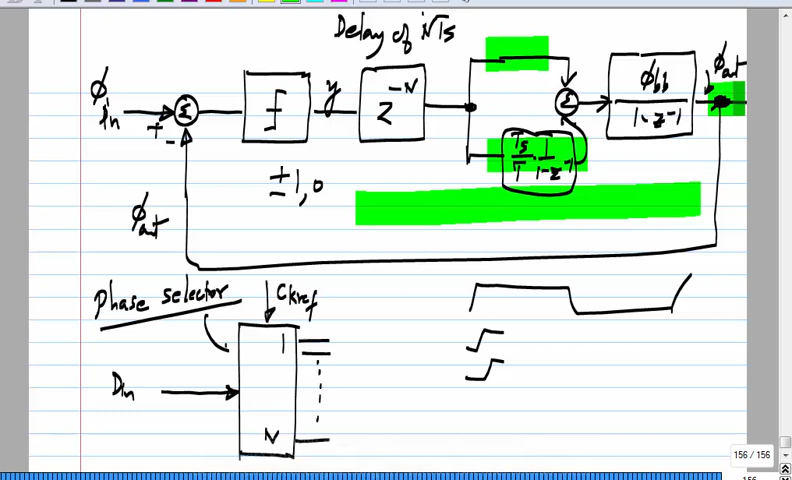 Delay of NTs
ϕin
+
-
Σ
y
z^-N
Σ
Ts/T 1/1-z^-1
ϕbb/1-z^-1
ϕout
±1,0
ϕout
Phase selector
Ckref
Din
1
N
156 / 156
156